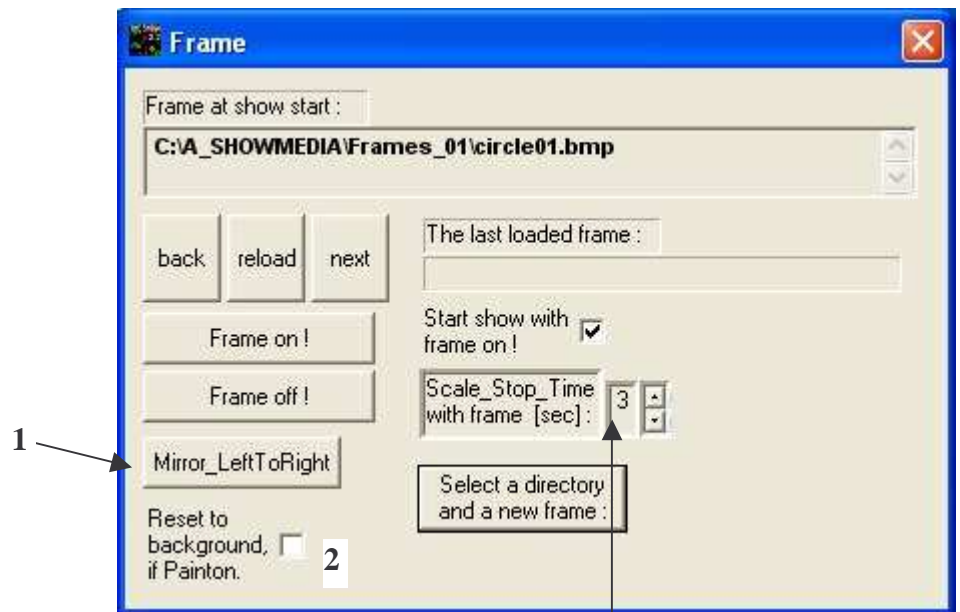 Frame
Frame at show start :
C:\A_SHOWMEDIA\Frames_01\circle01.bmp
back
reload
next
The last loaded frame :
Frame on !
Start show with
frame on !
Frame off !
Scale_Stop_Time
with frame [sec] :
3
1
Mirror_LeftToRight
Select a directory
and a new frame :
Reset to
background,
if Painton.
2